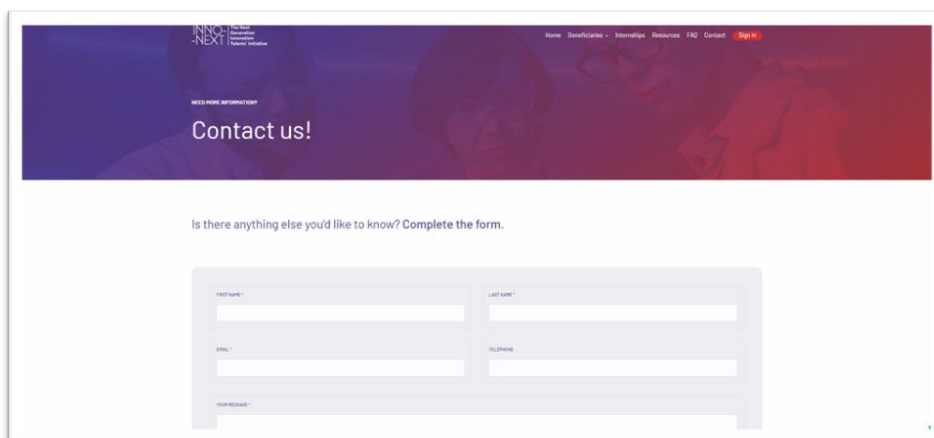 INNO-
-NEXT
The Next
Generation
Innovation
Talents' Initiative
Home Beneficiaries Internships Resources FAQ Contact Sign In
NEED MORE INFORMATION?
Contact us!
Is there anything else you'd like to know? Complete the form.
FIRST NAME * LAST NAME *
EMAIL * TELEPHONE
YOUR MESSAGE *